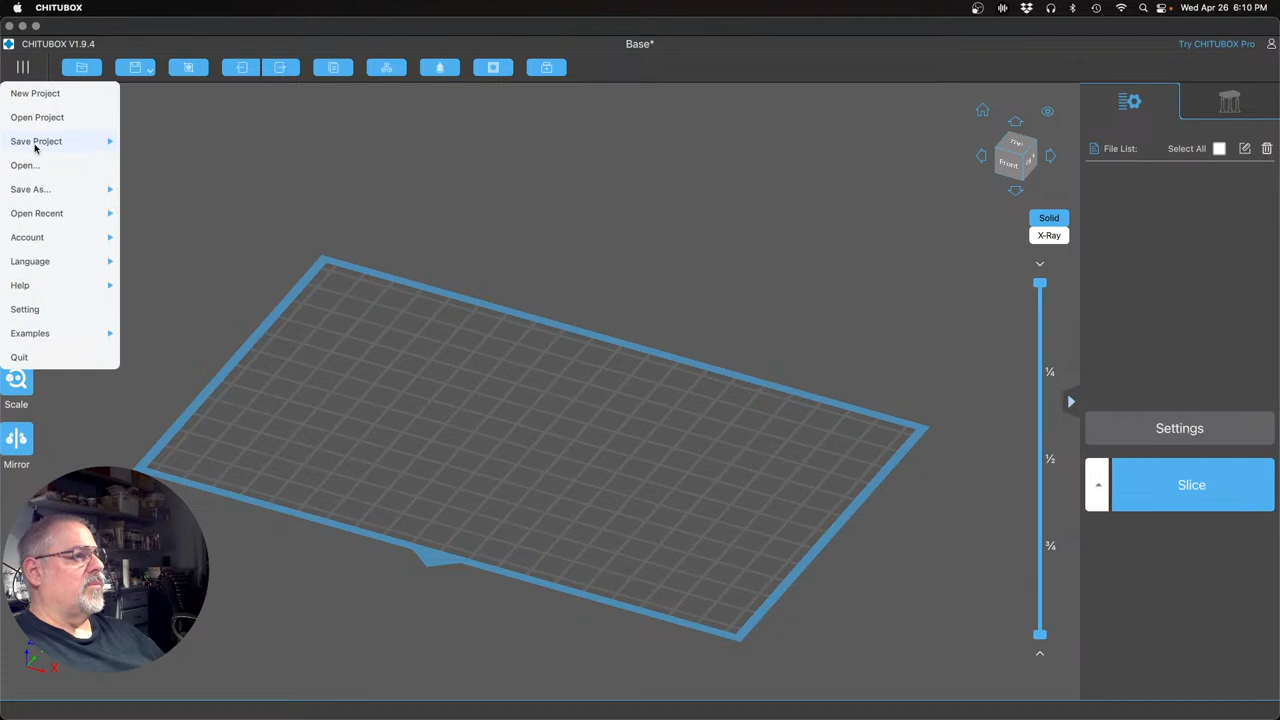 CHITUBOX
Wed Apr 26 6:10 PM
CHITUBOX V1.9.4
Base*
Try CHITUBOX Pro
New Project
Open Project
Save Project
Open...
Save As...
Open Recent
Account
Language
Help
Setting
Examples
Quit
Scale
Mirror
File List:
Select All
Top
Front
Solid
X-Ray
1/4
1/2
3/4
Settings
Slice
Z
X